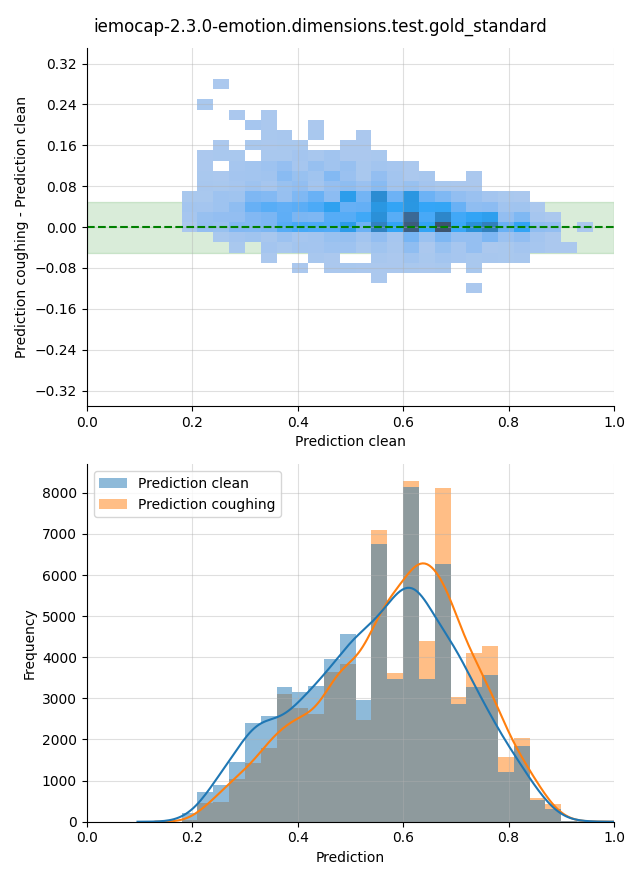 iemocap-2.3.0-emotion.dimensions.test.gold_standard
Prediction coughing - Prediction clean
0.32
0.24
0.16
0.08
0.00
−0.08
−0.16
−0.24
−0.32
0.0 0.2 0.4 0.6 0.8 1.0
Prediction clean
Frequency
8000
7000
6000
5000
4000
3000
2000
1000
0
Prediction clean
Prediction coughing
0.0 0.2 0.4 0.6 0.8 1.0
Prediction